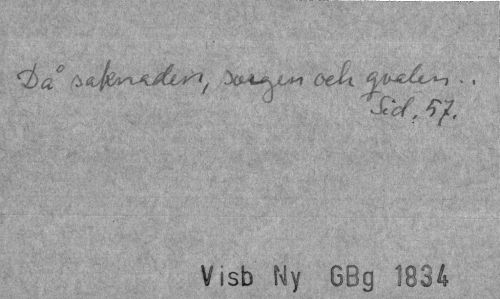 Då saknaden, sorgen och qvalen..
Sid. 57.
Visb Ny GBg 1834